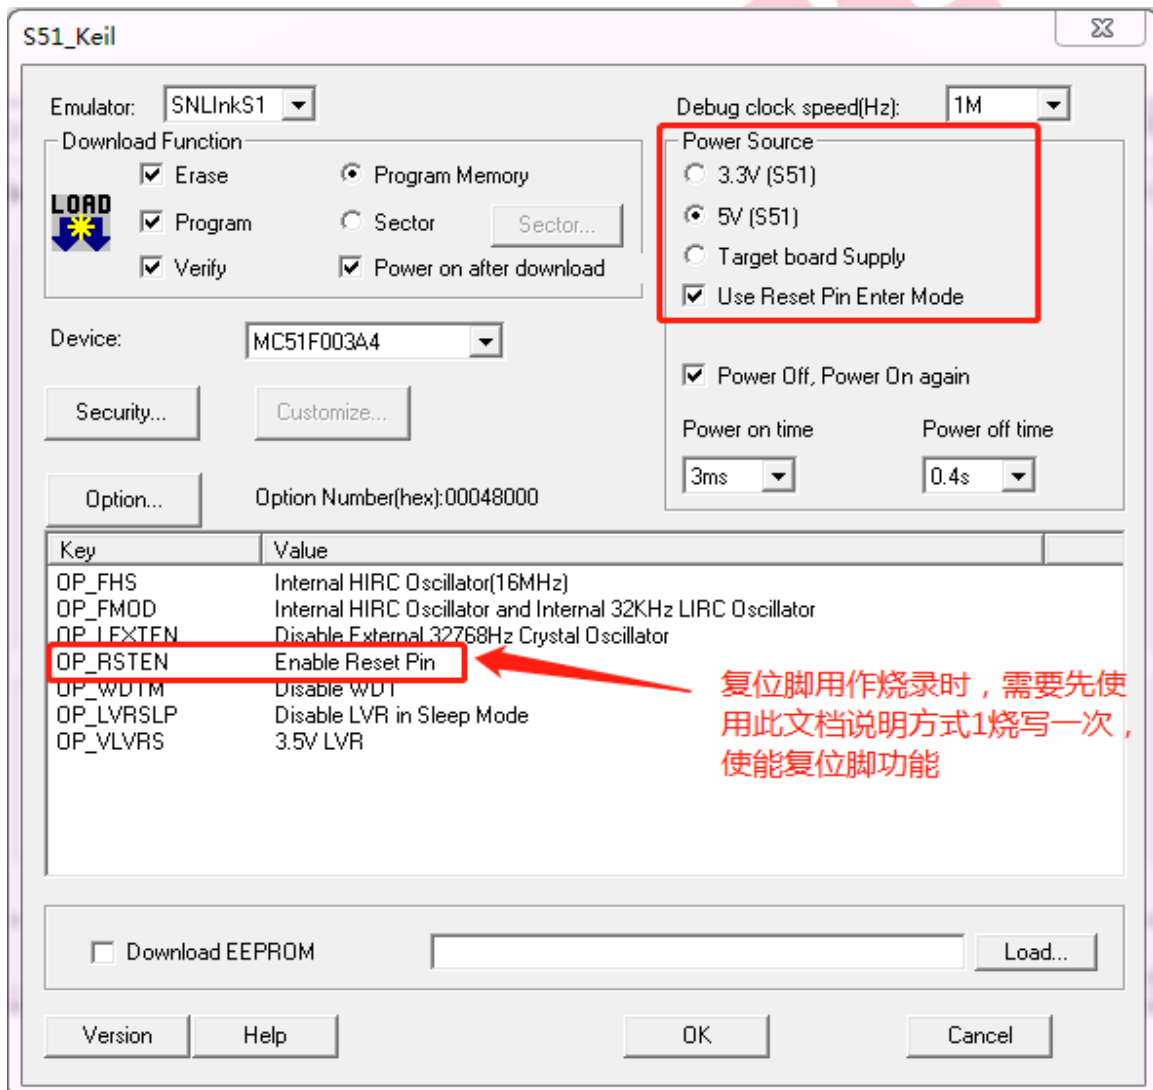 S51_Keil
Emulator: SNLInkS1 Debug clock speed(Hz): 1M
Download Function Power Source
Erase Program Memory 3.3V (S51)
LOAD
Program Sector Sector... 5V (S51)
Verify Power on after download Target board Supply
Use Reset Pin Enter Mode
Device: MC51F003A4
Power Off, Power On again
Security... Customize...
Power on time Power off time
3ms 0.4s
Option... Option Number(hex):00048000
Key Value
OP_FHS Internal HIRC Oscillator(16MHz)
OP_FMOD Internal HIRC Oscillator and Internal 32KHz LIRC Oscillator
OP_LEXTEN Disable External 32768Hz Crystal Oscillator
OP_RSTEN Enable Reset Pin
OP_WDTM Disable WDT
OP_LVRSLP Disable LVR in Sleep Mode
OP_VLVRS 3.5V LVR
复位脚用作烧录时，需要先使
用此文档说明方式1烧写一次，
使能复位脚功能
Download EEPROM Load...
Version Help OK Cancel